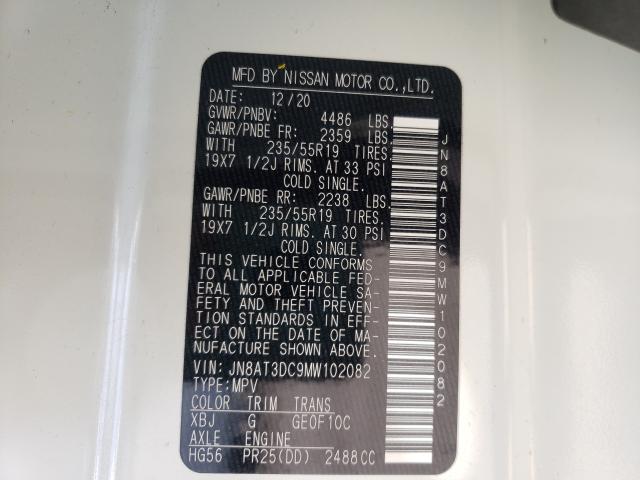 MFD BY NISSAN MOTOR CO.,LTD.
DATE: 12/20
GVWR/PNBV: 4486 LBS.
GAWR/PNBE FR: 2359 LBS.
WITH 235/55R19 TIRES.
19X7 1/2J RIMS. AT 33 PSI
COLD SINGLE.
GAWR/PNBE RR: 2238 LBS.
WITH 235/55R19 TIRES.
19X7 1/2J RIMS. AT 30 PSI
COLD SINGLE.
THIS VEHICLE CONFORMS
TO ALL APPLICABLE FED-
ERAL MOTOR VEHICLE SA-
FETY AND THEFT PREVEN-
TION STANDARDS IN EFF-
ECT ON THE DATE OF MA-
NUFACTURE SHOWN ABOVE.
VIN: JN8AT3DC9MW102082
TYPE:MPV
COLOR TRIM TRANS
XBJ G GE0F10C
AXLE ENGINE
HG56 PR25(DD) 2488CC
JN8AT3DC9MW102082